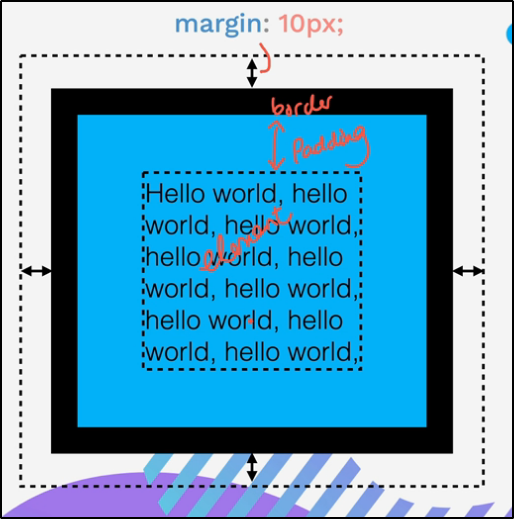 margin: 10px;
border
Padding
Hello world, hello
world, hello world,
element
hello world, hello
world, hello world,
hello world, hello
world, hello world,